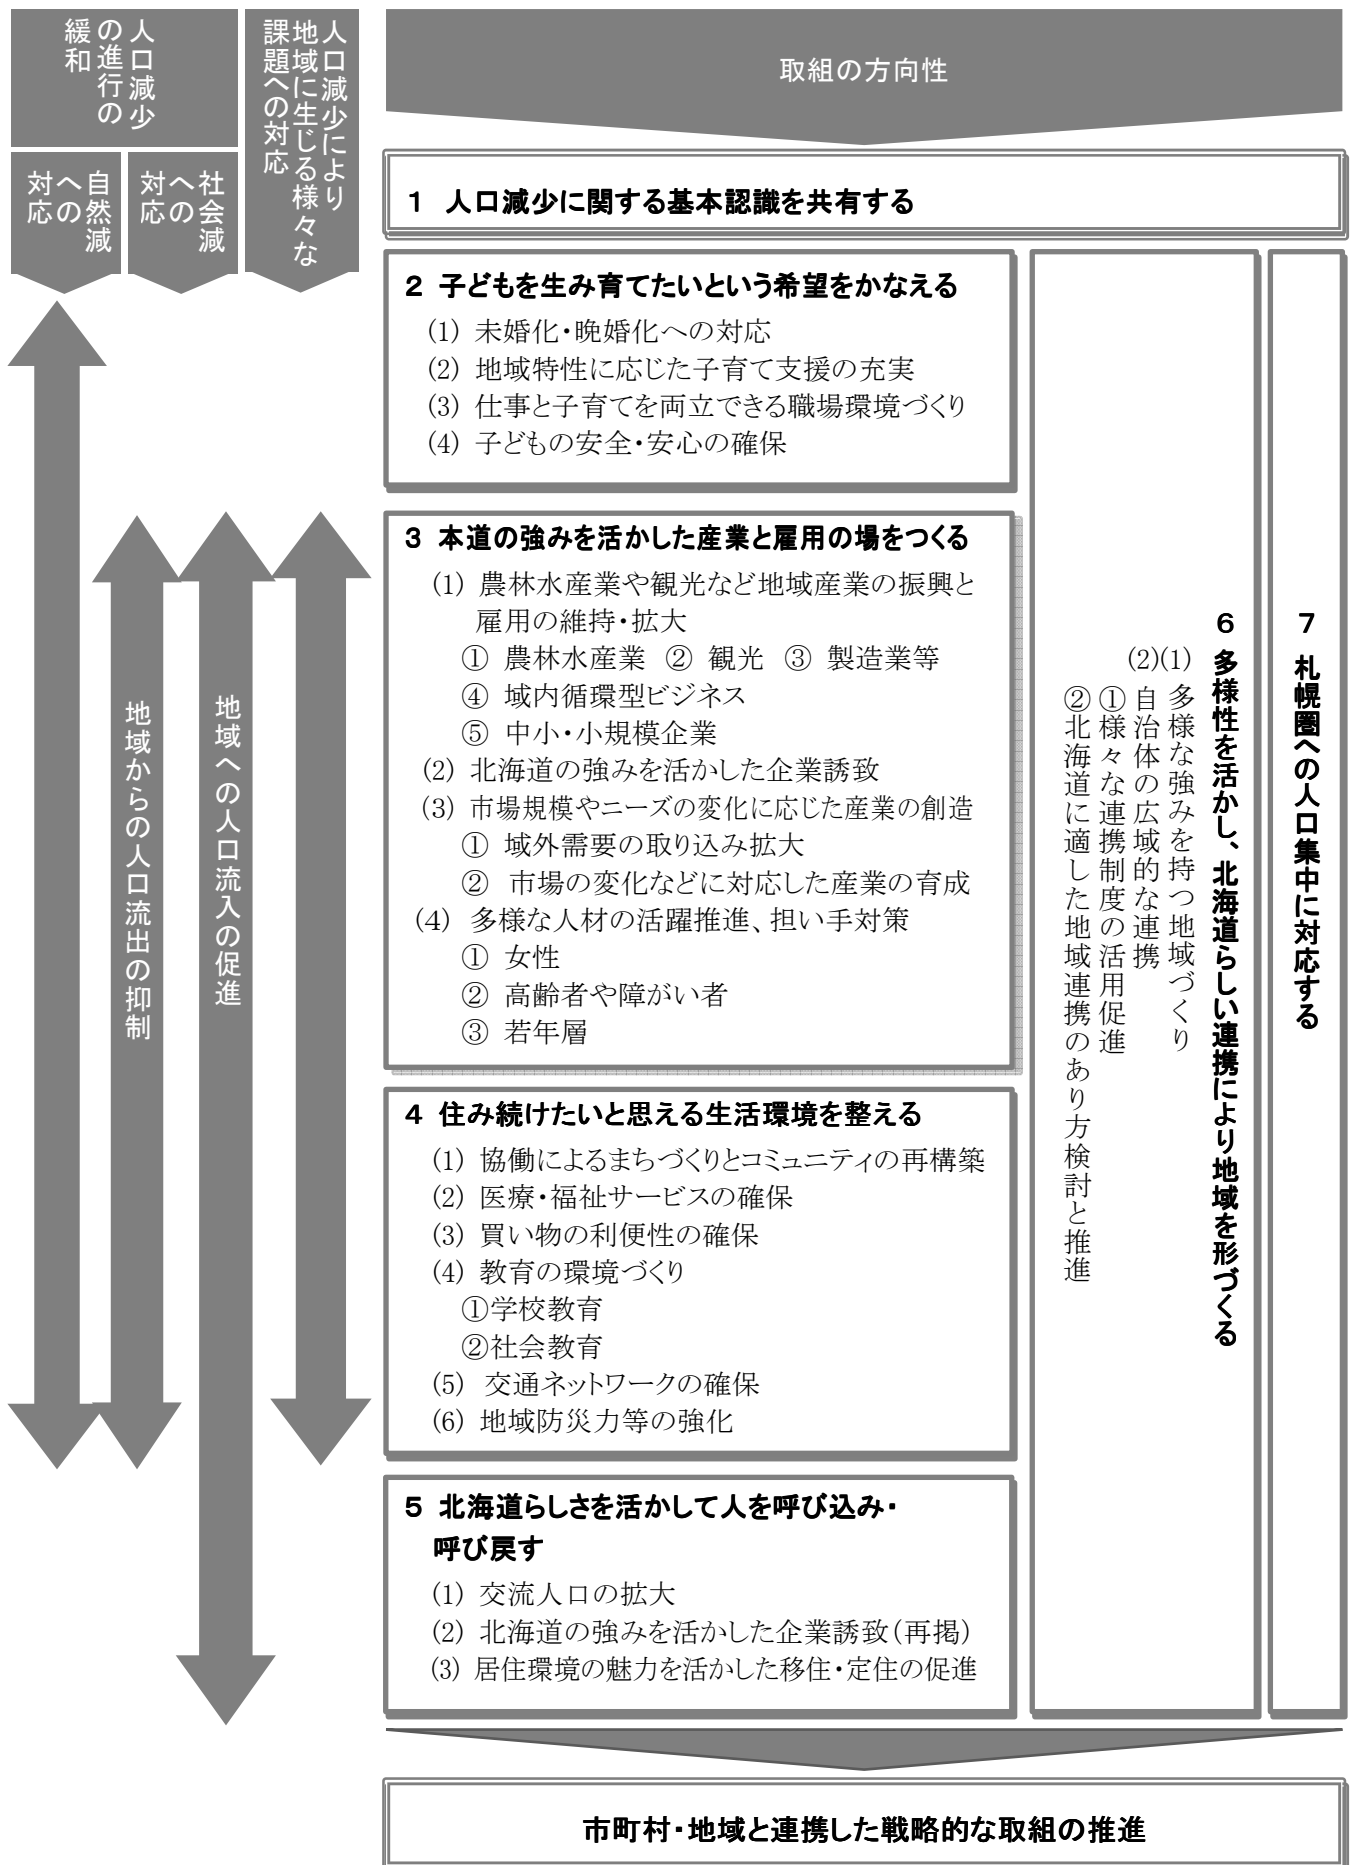 人口減少
の進行の
緩和
自然減
への
対応
社会減
への
対応
人口減少により
地域に生じる様々な
課題への対応
取組の方向性
1 人口減少に関する基本認識を共有する
2 子どもを生み育てたいという希望をかなえる
(1) 未婚化・晩婚化への対応
(2) 地域特性に応じた子育て支援の充実
(3) 仕事と子育てを両立できる職場環境づくり
(4) 子どもの安全・安心の確保
3 本道の強みを活かした産業と雇用の場をつくる
(1) 農林水産業や観光など地域産業の振興と
雇用の維持・拡大
① 農林水産業 ② 観光 ③ 製造業等
④ 域内循環型ビジネス
⑤ 中小・小規模企業
(2) 北海道の強みを活かした企業誘致
(3) 市場規模やニーズの変化に応じた産業の創造
① 域外需要の取り込み拡大
② 市場の変化などに対応した産業の育成
(4) 多様な人材の活躍推進、担い手対策
① 女性
② 高齢者や障がい者
③ 若年層
4 住み続けたいと思える生活環境を整える
(1) 協働によるまちづくりとコミュニティの再構築
(2) 医療・福祉サービスの確保
(3) 買い物の利便性の確保
(4) 教育の環境づくり
①学校教育
②社会教育
(5) 交通ネットワークの確保
(6) 地域防災力等の強化
5 北海道らしさを活かして人を呼び込み・
呼び戻す
(1) 交流人口の拡大
(2) 北海道の強みを活かした企業誘致(再掲)
(3) 居住環境の魅力を活かした移住・定住の促進
6 多様性を活かし、北海道らしい連携により地域を形づくる
(1) 多様な強みを持つ地域づくり
(2) 自治体の広域的な連携
①様々な連携制度の活用促進
②北海道に適した地域連携のあり方検討と推進
7 札幌圏への人口集中に対応する
地域からの人口流出の抑制
地域への人口流入の促進
市町村・地域と連携した戦略的な取組の推進